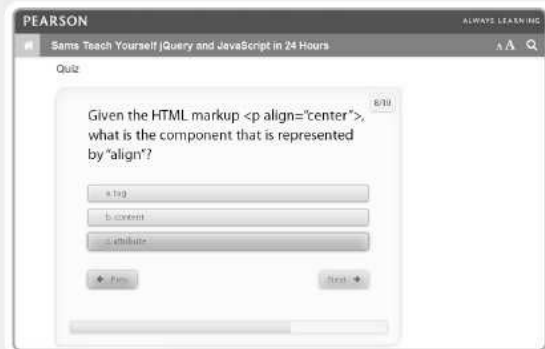 PEARSON
ALWAYS LEARNING
Sams Teach Yourself jQuery and JavaScript in 24 Hours
A A
Quiz
8/10
Given the HTML markup <p align="center">,
what is the component that is represented
by "align"?
a. tag
b. content
c. attribute
Prev
Next